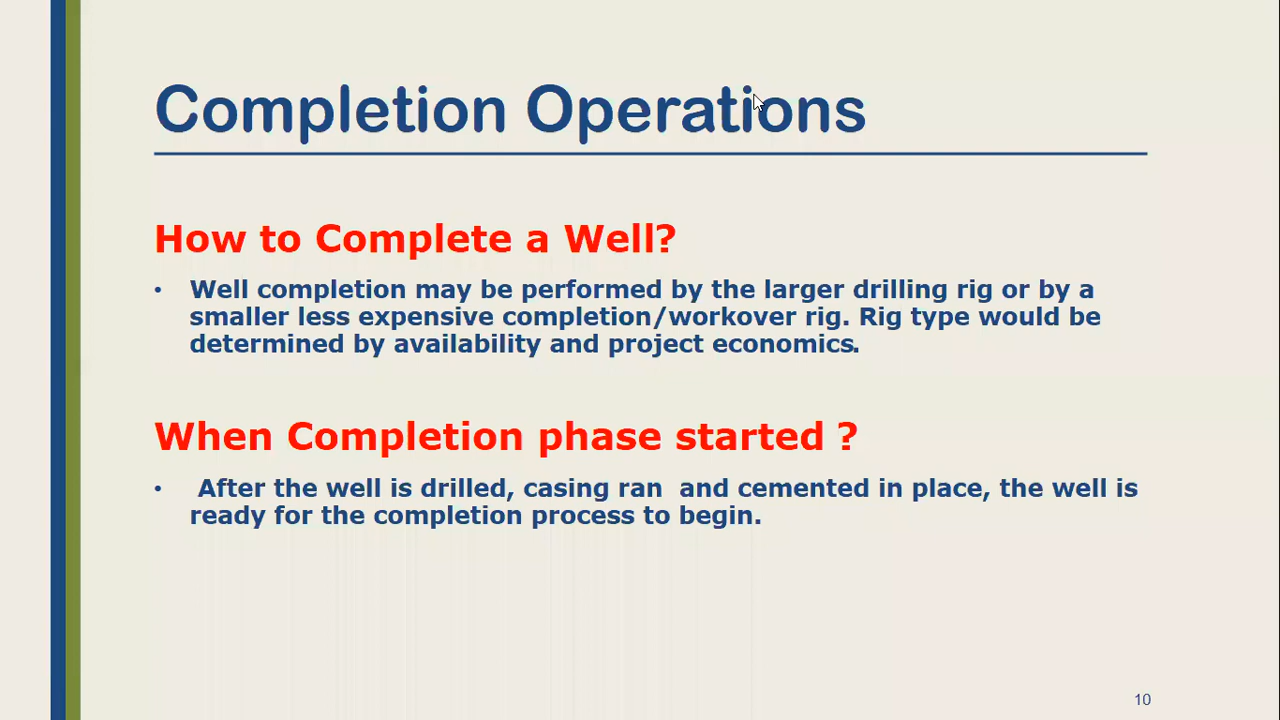 Completion Operations
How to Complete a Well?
• Well completion may be performed by the larger drilling rig or by a
smaller less expensive completion/workover rig. Rig type would be
determined by availability and project economics.
When Completion phase started ?
• After the well is drilled, casing ran  and cemented in place, the well is
ready for the completion process to begin.
10